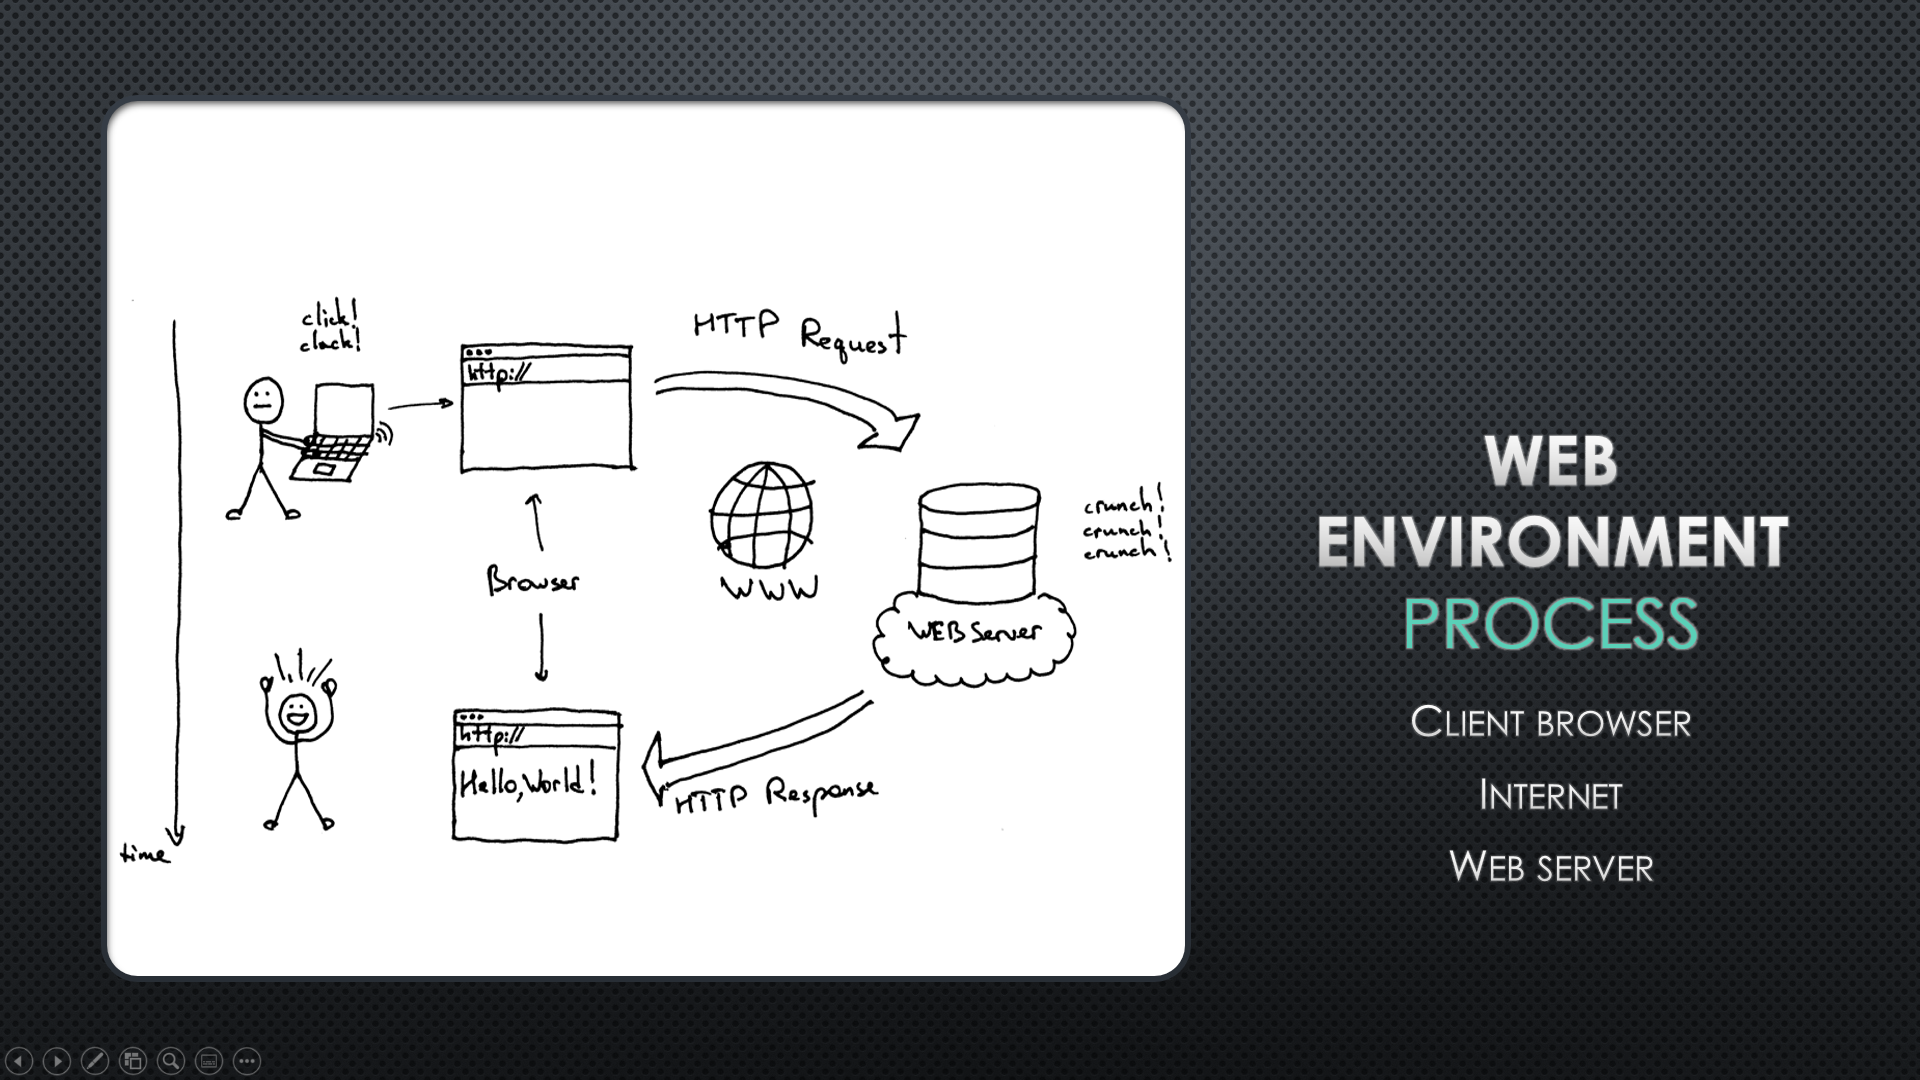 click!
clack!
http://
HTTP Request
Browser
WWW
crunch!
crunch!
crunch!
WEB Server
http://
Hello, World!
HTTP Response
time
WEB
ENVIRONMENT
PROCESS
CLIENT BROWSER
INTERNET
WEB SERVER